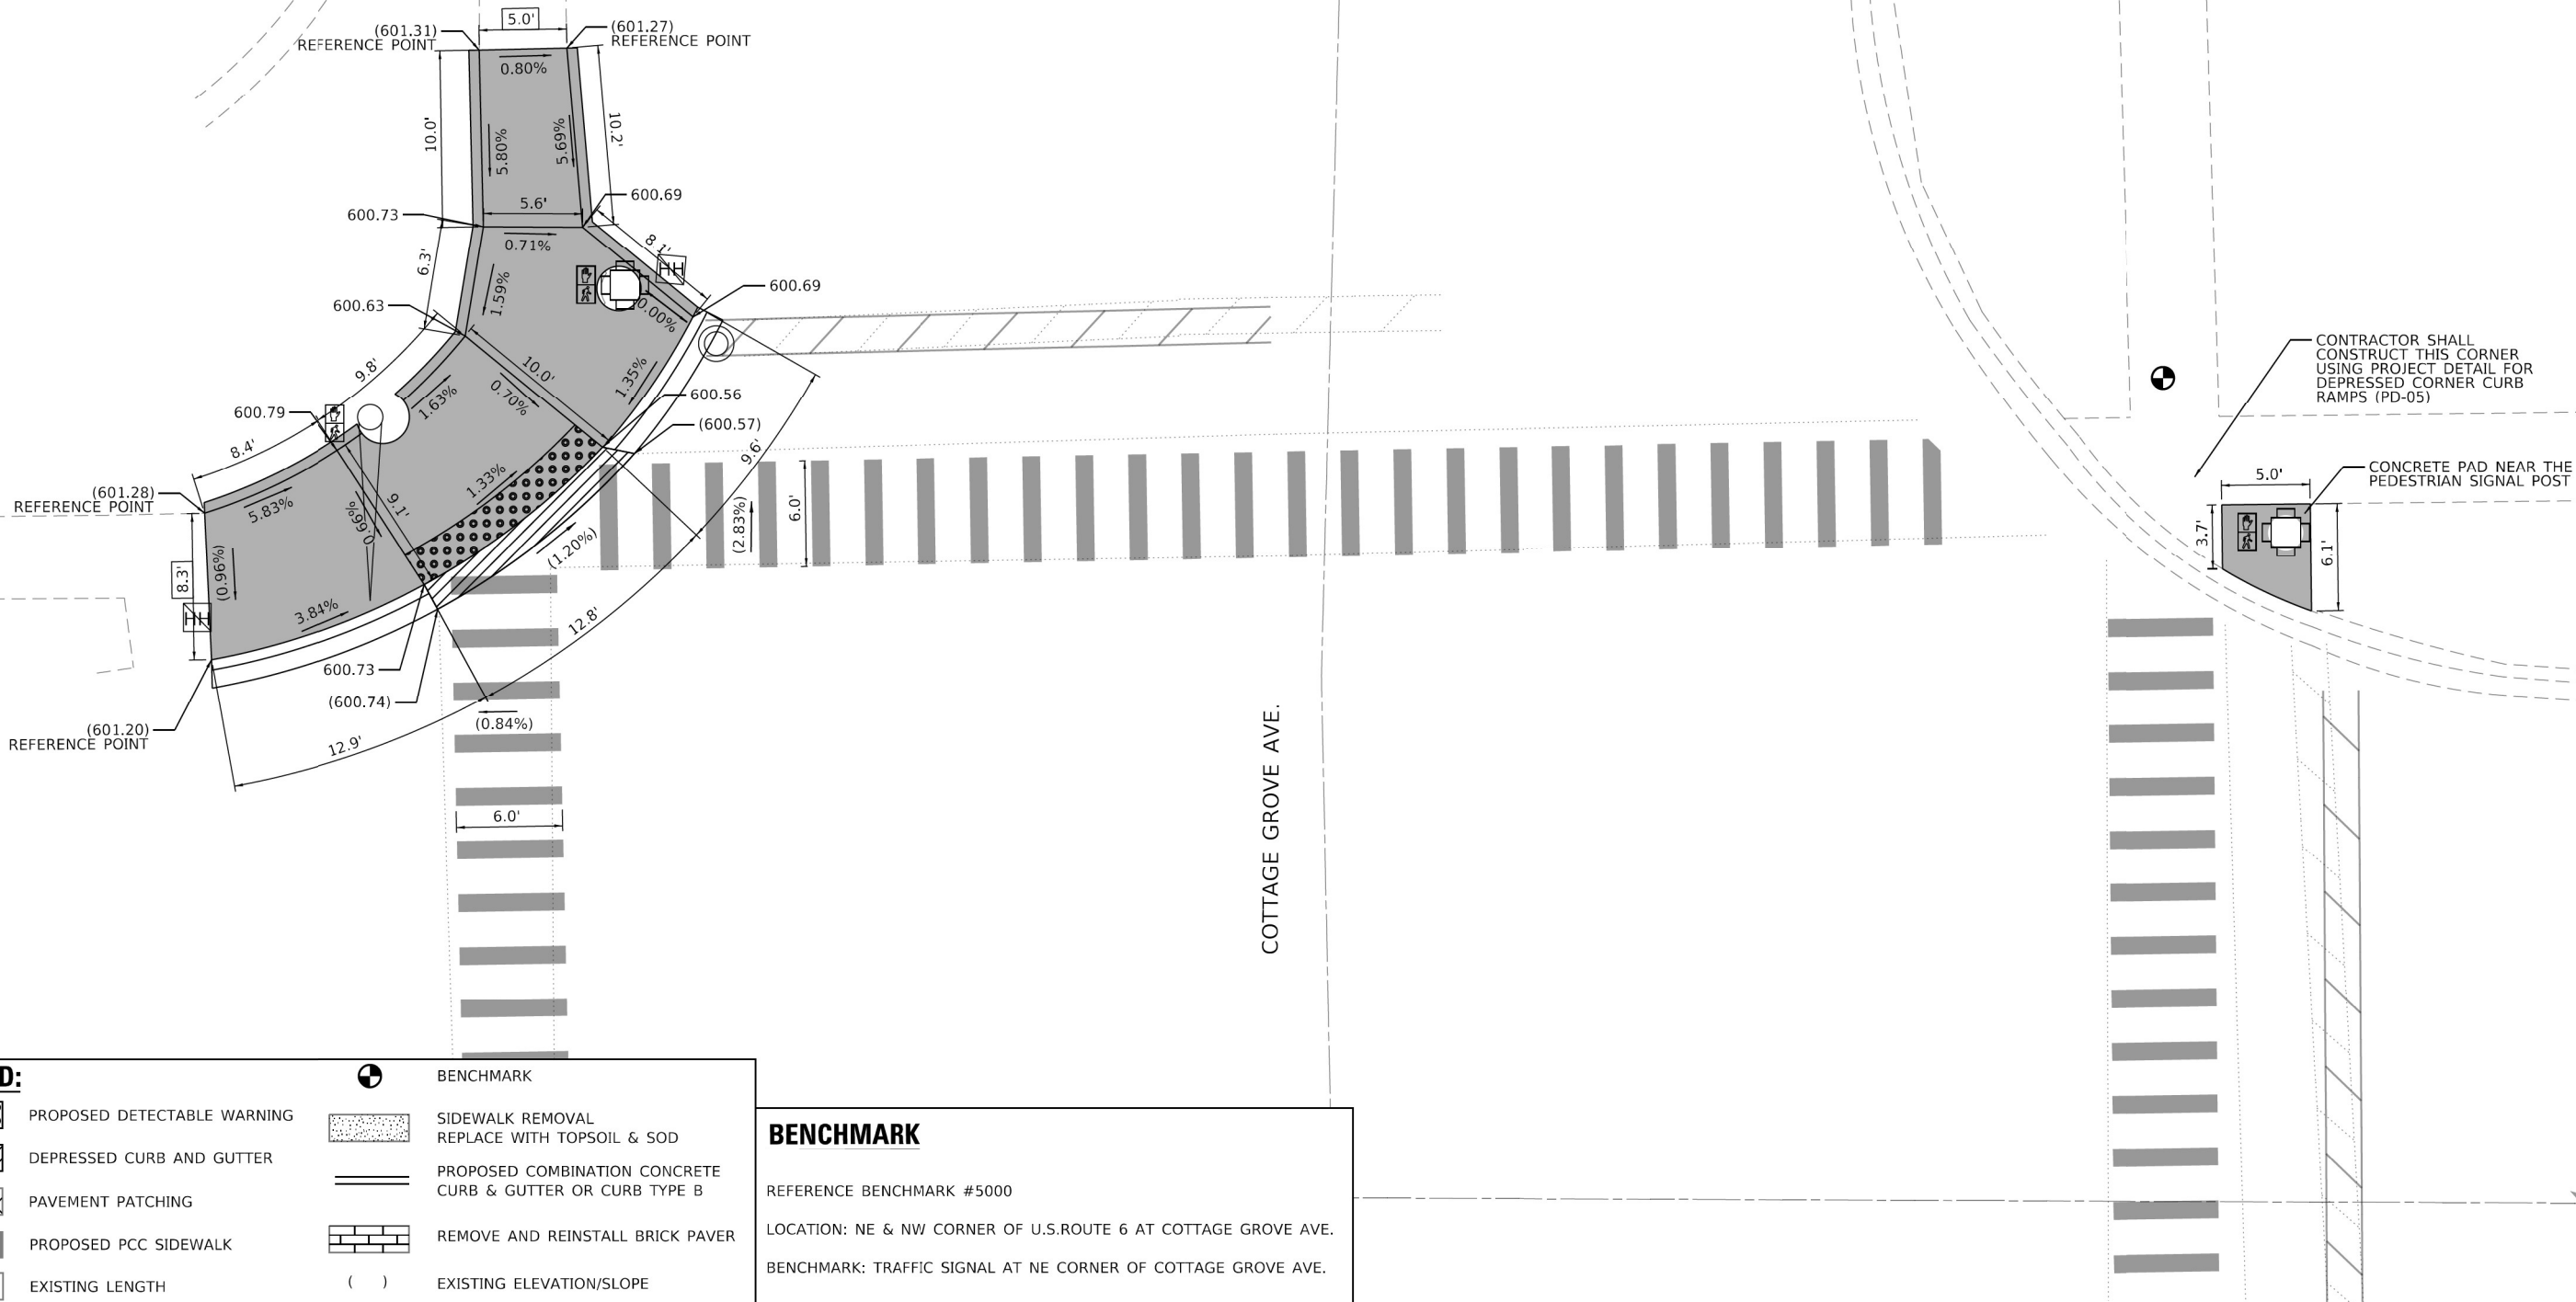 5.0'
(601.31)
REFERENCE POINT
(601.27)
REFERENCE POINT
0.80%
10.0'
5.80%
5.69%
10.2'
600.69
600.73
5.6'
0.71%
8.1'
6.3'
1.59%
600.69
600.63
0.00%
9.8'
10.0'
0.70%
1.35%
1.63%
600.56
600.79
(600.57)
8.4'
9.6'
(601.28)
REFERENCE POINT
5.83%
1.33%
9.1'
0.66%
(2.83%)
6.0'
(1.20%)
8.3'
(0.96%)
3.84%
12.8'
600.73
(600.74)
(0.84%)
(601.20)
REFERENCE POINT
12.9'
6.0'
COTTAGE GROVE AVE.
CONTRACTOR SHALL
CONSTRUCT THIS CORNER
USING PROJECT DETAIL FOR
DEPRESSED CORNER CURB
RAMPS (PD-05)
5.0'
CONCRETE PAD NEAR THE
PEDESTRIAN SIGNAL POST
3.7'
6.1'
D:
PROPOSED DETECTABLE WARNING
DEPRESSED CURB AND GUTTER
PAVEMENT PATCHING
PROPOSED PCC SIDEWALK
EXISTING LENGTH
BENCHMARK
SIDEWALK REMOVAL
REPLACE WITH TOPSOIL & SOD
PROPOSED COMBINATION CONCRETE
CURB & GUTTER OR CURB TYPE B
REMOVE AND REINSTALL BRICK PAVER
( ) EXISTING ELEVATION/SLOPE
BENCHMARK
REFERENCE BENCHMARK #5000
LOCATION: NE & NW CORNER OF U.S.ROUTE 6 AT COTTAGE GROVE AVE.
BENCHMARK: TRAFFIC SIGNAL AT NE CORNER OF COTTAGE GROVE AVE.